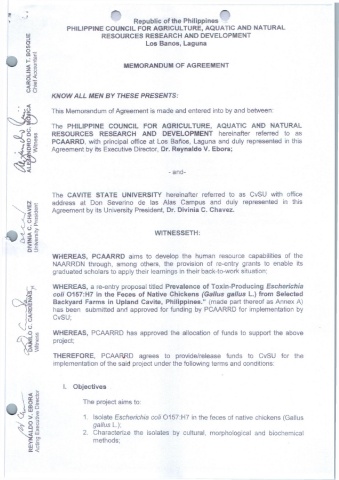 Republic of the Philippines
PHILIPPINE COUNCIL FOR AGRICULTURE, AQUATIC AND NATURAL
RESOURCES RESEARCH AND DEVELOPMENT
Los Banos, Laguna
MEMORANDUM OF AGREEMENT
KNOW ALL MEN BY THESE PRESENTS:
This Memorandum of Agreement is made and entered into by and between:
The PHILIPPINE COUNCIL FOR AGRICULTURE, AQUATIC AND NATURAL
RESOURCES RESEARCH AND DEVELOPMENT hereinafter referred to as
PCAARRD, with principal office at Los Baños, Laguna and duly represented in this
Agreement by its Executive Director, Dr. Reynaldo V. Ebora;
-and-
The CAVITE STATE UNIVERSITY hereinafter referred to as CvSU with office
address at Don Severino de las Alas Campus and duly represented in this
Agreement by its University President, Dr. Divinia C. Chavez.
WITNESSETH:
WHEREAS, PCAARRD aims to develop the human resource capabilities of the
NAARRDN through, among others, the provision of re-entry grants to enable
its graduated scholars to apply their learnings in their back-to-work situation;
WHEREAS, a re-entry proposal titled Prevalence of Toxin-Producing Escherichia
coli O157:H7 in the Feces of Native Chickens (Gallus gallus L.) from Selected
Backyard Farms in Upland Cavite, Philippines." (made part thereof as Annex A)
has been submitted and approved for funding by PCAARRD for implementation by
CvSU;
WHEREAS, PCAARRD has approved the allocation of funds to support the above
project;
THEREFORE, PCAARRD agrees to provide/release funds to CvSU for the
implementation of the said project under the following terms and conditions:
I. Objectives
The project aims to:
1. Isolate Escherichia coli O157:H7 in the feces of native chickens (Gallus
gallus L.);
2. Characterize the isolates by cultural, morphological and biochemical
methods;
CAROLINA T. BOSQUE
Chief Accountant
ALEJANDRO DC.
Witness
DIVINIA C. CHAVEZ
University President
DANILO C. CARDENAS
Witness
REYNALDO V. EBORA
Acting Executive Director